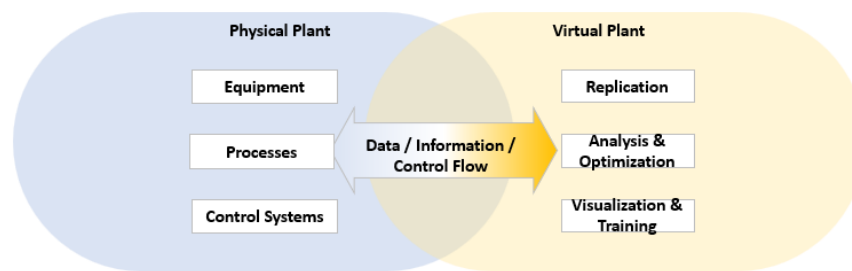 Physical Plant
Virtual Plant
Equipment
Replication
Processes
Data / Information /
Control Flow
Analysis &
Optimization
Control Systems
Visualization &
Training